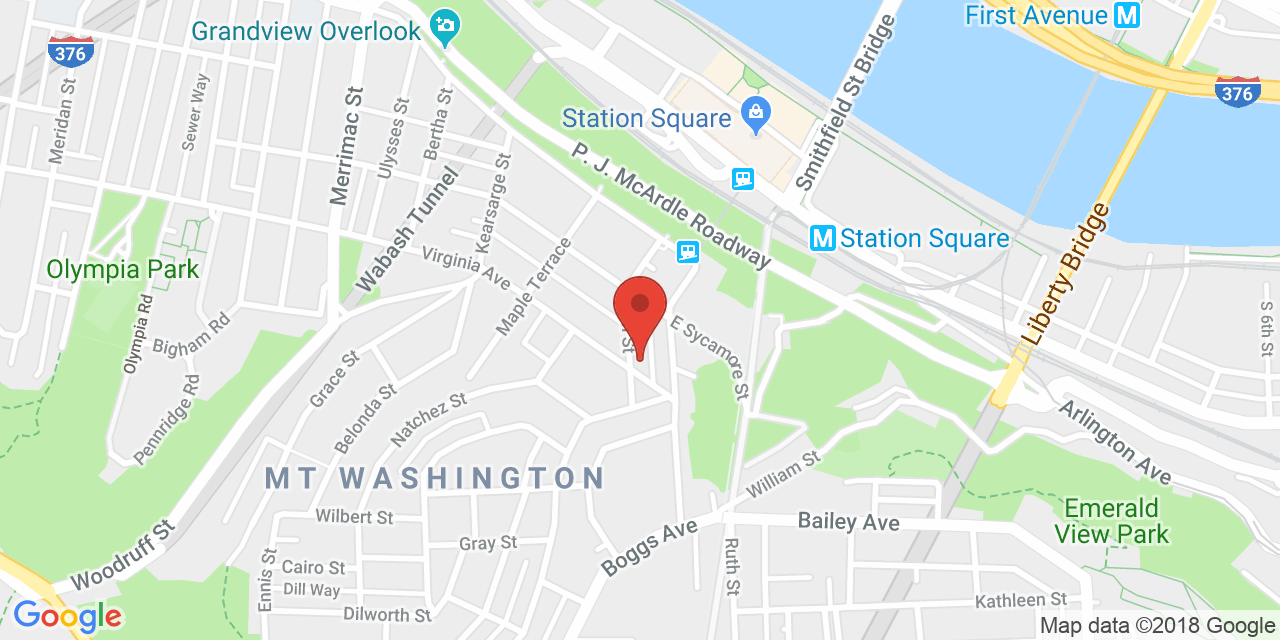 First Avenue M
Grandview Overlook
376
376
Meridan St
Sewer Way
Merrimac St
Ulysses St
Bertha St
Station Square
Smithfield St Bridge
P. J. McArdle Roadway
Kearsarge St
Wabash Tunnel
M Station Square
Liberty Bridge
Virginia Ave
Olympia Park
Maple Terrace
Olympia Rd
Bigham Rd
E Sycamore St
St
S 6th St
Grace St
Pennridge Rd
Belonda St
Natchez St
Arlington Ave
MT WASHINGTON
William St
Wilbert St
Bailey Ave
Emerald
View Park
Woodruff St
Gray St
Boggs Ave
Ruth St
Ennis St
Cairo St
Dill Way
Dilworth St
Kathleen St
Google
Map data ©2018 Google